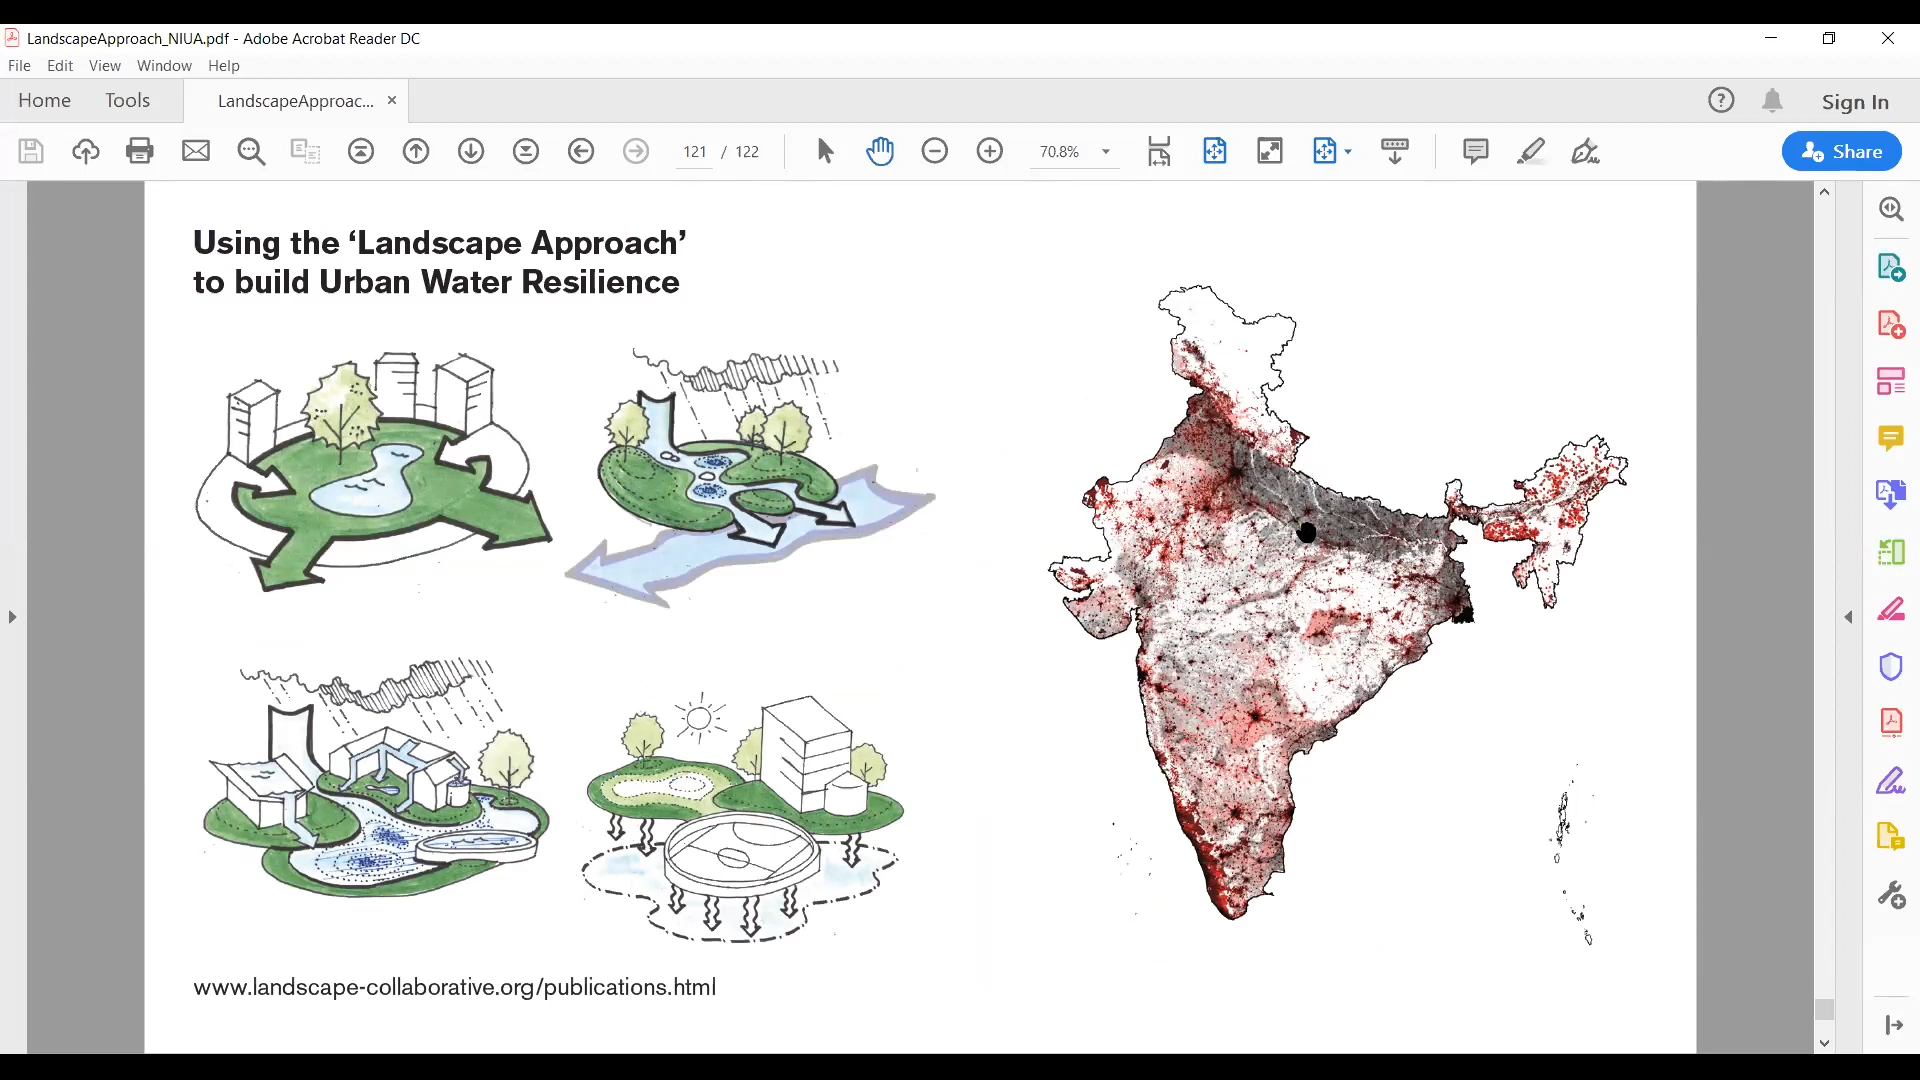 LandscapeApproach_NIUA.pdf - Adobe Acrobat Reader DC
File Edit View Window Help
Home Tools LandscapeApproac... × Sign In
121 / 122 70.8% Share
Using the ‘Landscape Approach’
to build Urban Water Resilience
www.landscape-collaborative.org/publications.html